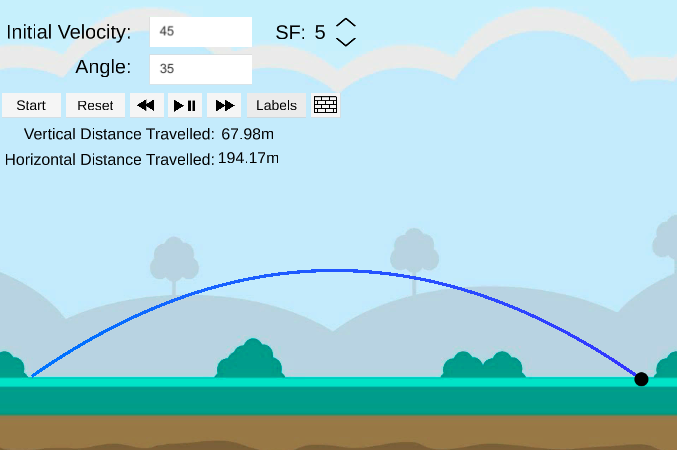 Initial Velocity: 45 SF: 5
Angle: 35
Start Reset Labels
Vertical Distance Travelled: 67.98m
Horizontal Distance Travelled: 194.17m